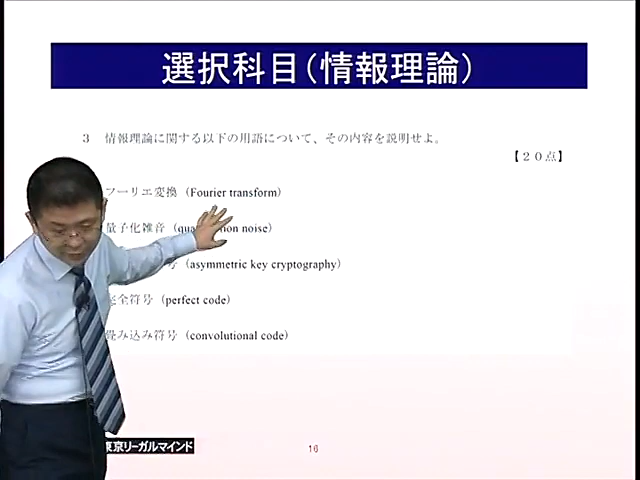 選択科目(情報理論)
3 情報理論に関する以下の用語について、その内容を説明せよ。
【20点】
フーリエ変換 (Fourier transform)
量子化雑音 noise)
号 (asymmetric key cryptography)
完全符号 (perfect code)
畳み込み符号 (convolutional code)
東京リーガルマインド
16